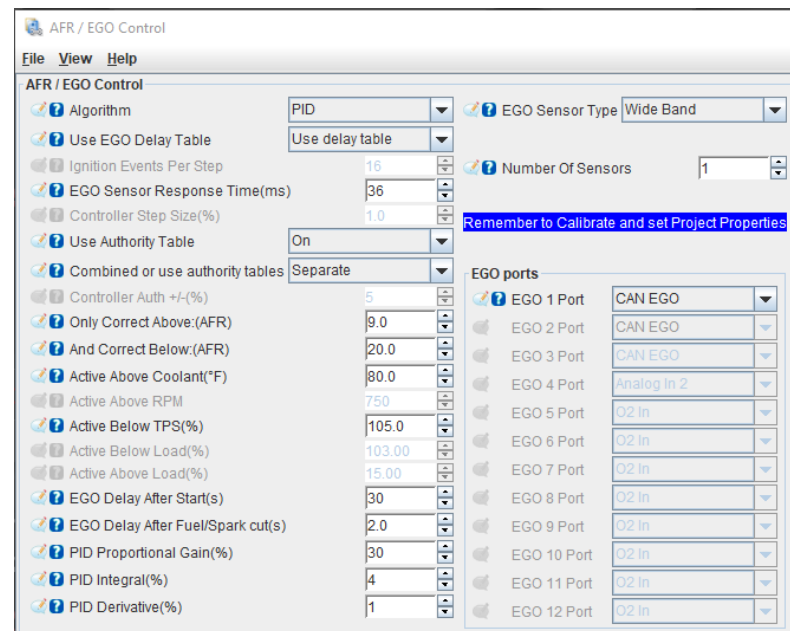 AFR / EGO Control
File View Help
AFR / EGO Control
Algorithm PID
Use EGO Delay Table Use delay table
Ignition Events Per Step 16
EGO Sensor Response Time(ms) 36
Controller Step Size(%) 1.0
Use Authority Table On
Combined or use authority tables Separate
Controller Auth +/-(%) 5
Only Correct Above:(AFR) 9.0
And Correct Below:(AFR) 20.0
Active Above Coolant(°F) 80.0
Active Above RPM 750
Active Below TPS(%) 105.0
Active Below Load(%) 103.00
Active Above Load(%) 15.00
EGO Delay After Start(s) 30
EGO Delay After Fuel/Spark cut(s) 2.0
PID Proportional Gain(%) 30
PID Integral(%) 4
PID Derivative(%) 1
EGO Sensor Type Wide Band
Number Of Sensors 1
Remember to Calibrate and set Project Properties
EGO ports
EGO 1 Port CAN EGO
EGO 2 Port CAN EGO
EGO 3 Port CAN EGO
EGO 4 Port Analog In 2
EGO 5 Port O2 In
EGO 6 Port O2 In
EGO 7 Port O2 In
EGO 8 Port O2 In
EGO 9 Port O2 In
EGO 10 Port O2 In
EGO 11 Port O2 In
EGO 12 Port O2 In